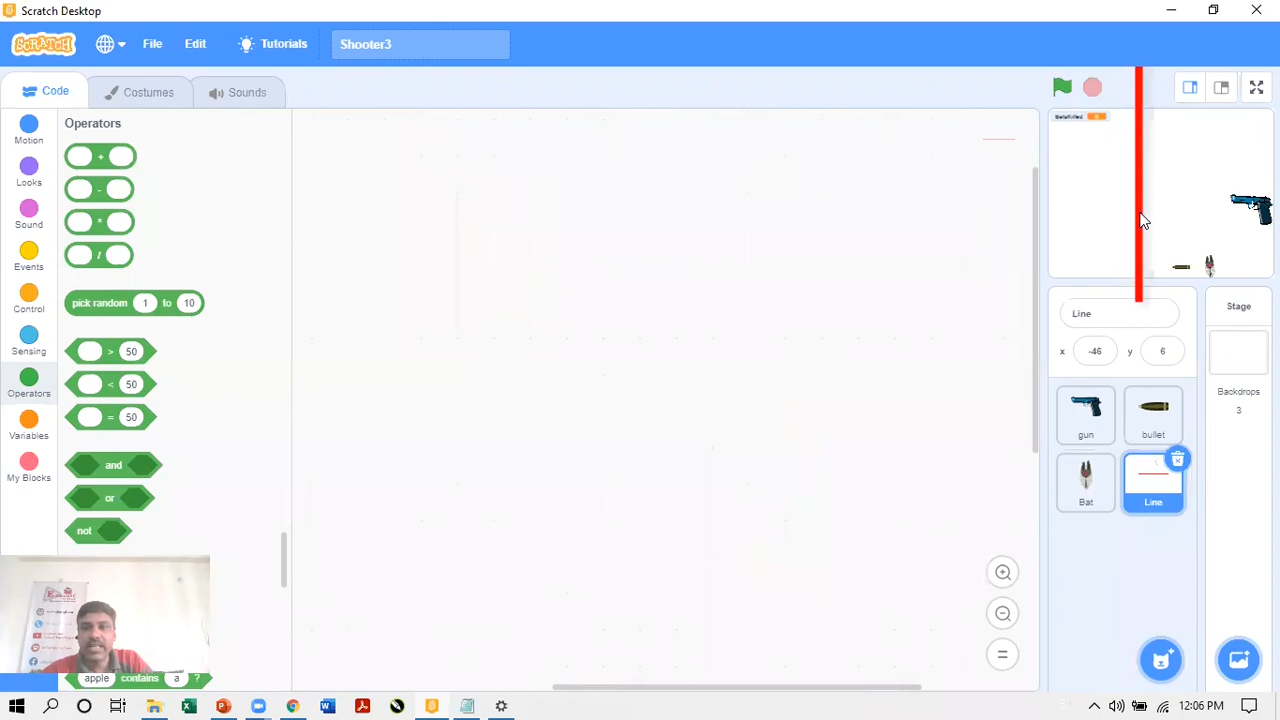 Scratch Desktop
SCRATCH File Edit Tutorials Shooter3
Code Costumes Sounds
Motion
Looks
Sound
Events
Control
Sensing
Operators
Variables
My Blocks
Operators
+
-
*
/
pick random 1 to 10
> 50
< 50
= 50
and
or
not
apple contains a ?
Line
x -46 y 6
gun bullet
Bat Line
Stage
Backdrops
3
12:06 PM